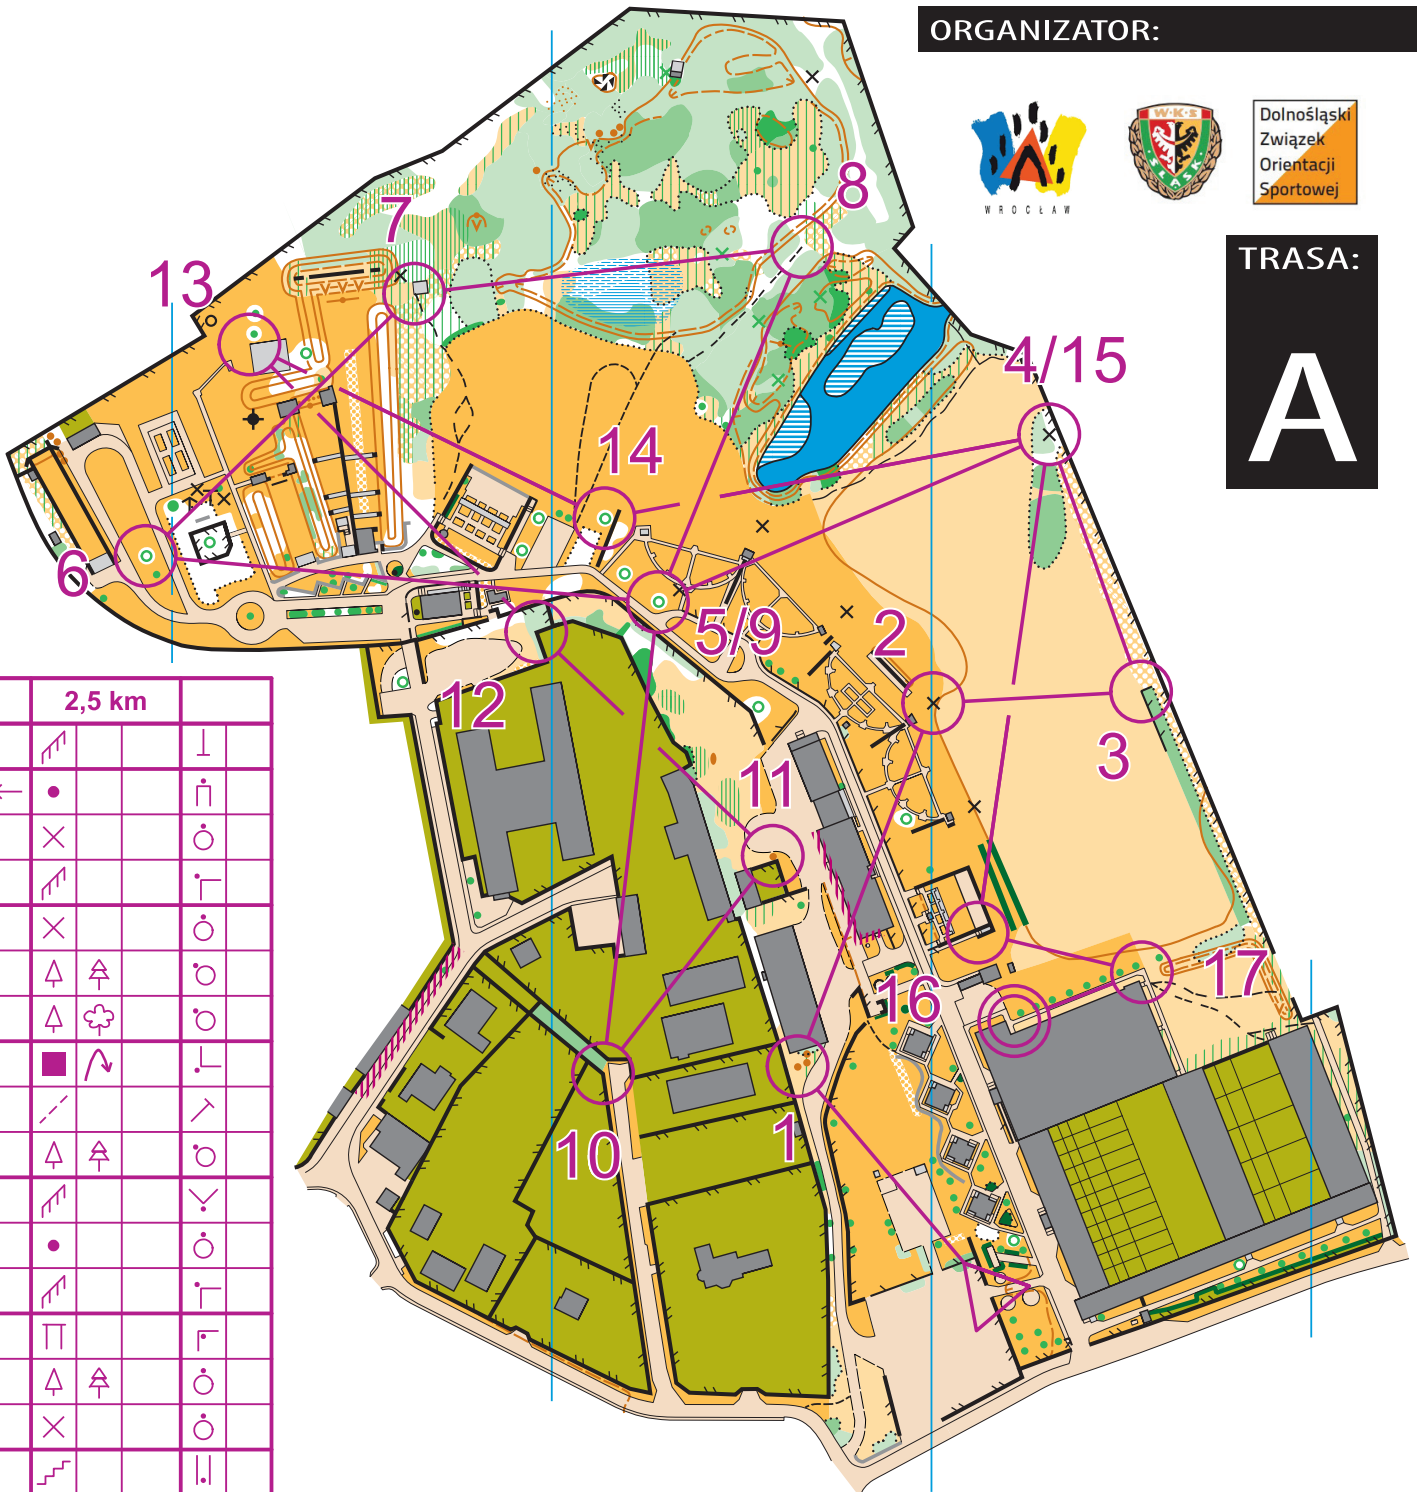 ORGANIZATOR:
WROCŁAW
W·K·S
ŚLĄSK
Dolnośląski
Związek
Orientacji
Sportowej
TRASA:
A
8
7
13
4/15
14
6
5/9
2
12
3
11
17
16
10
1
2,5 km